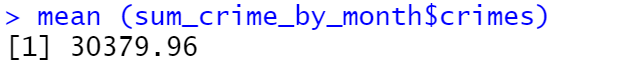 > mean (sum_crime_by_month$crimes)
[1] 30379.96